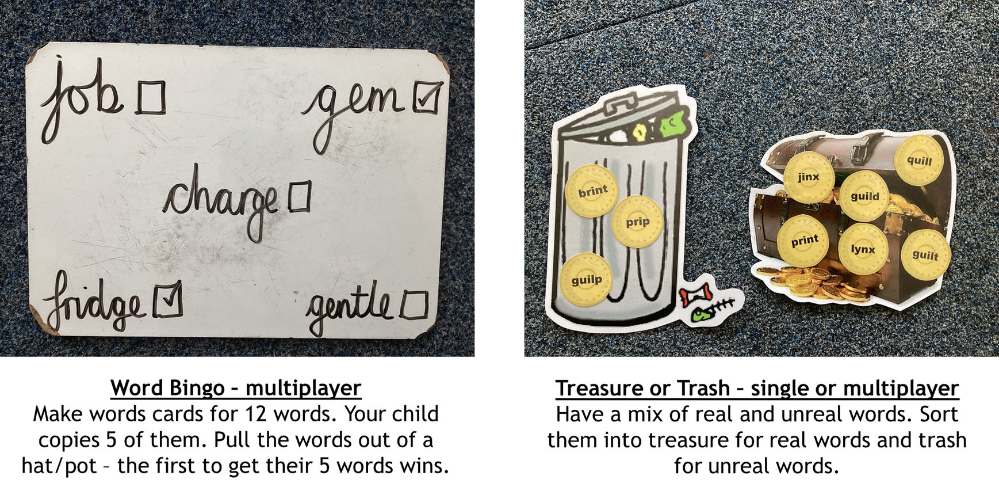 job
gem
charge
fridge
gentle
Word Bingo – multiplayer
Make words cards for 12 words. Your child
copies 5 of them. Pull the words out of a
hat/pot – the first to get their 5 words wins.
brint
prip
guilp
quill
jinx
guild
print
lynx
guilt
Treasure or Trash – single or multiplayer
Have a mix of real and unreal words. Sort
them into treasure for real words and trash
for unreal words.